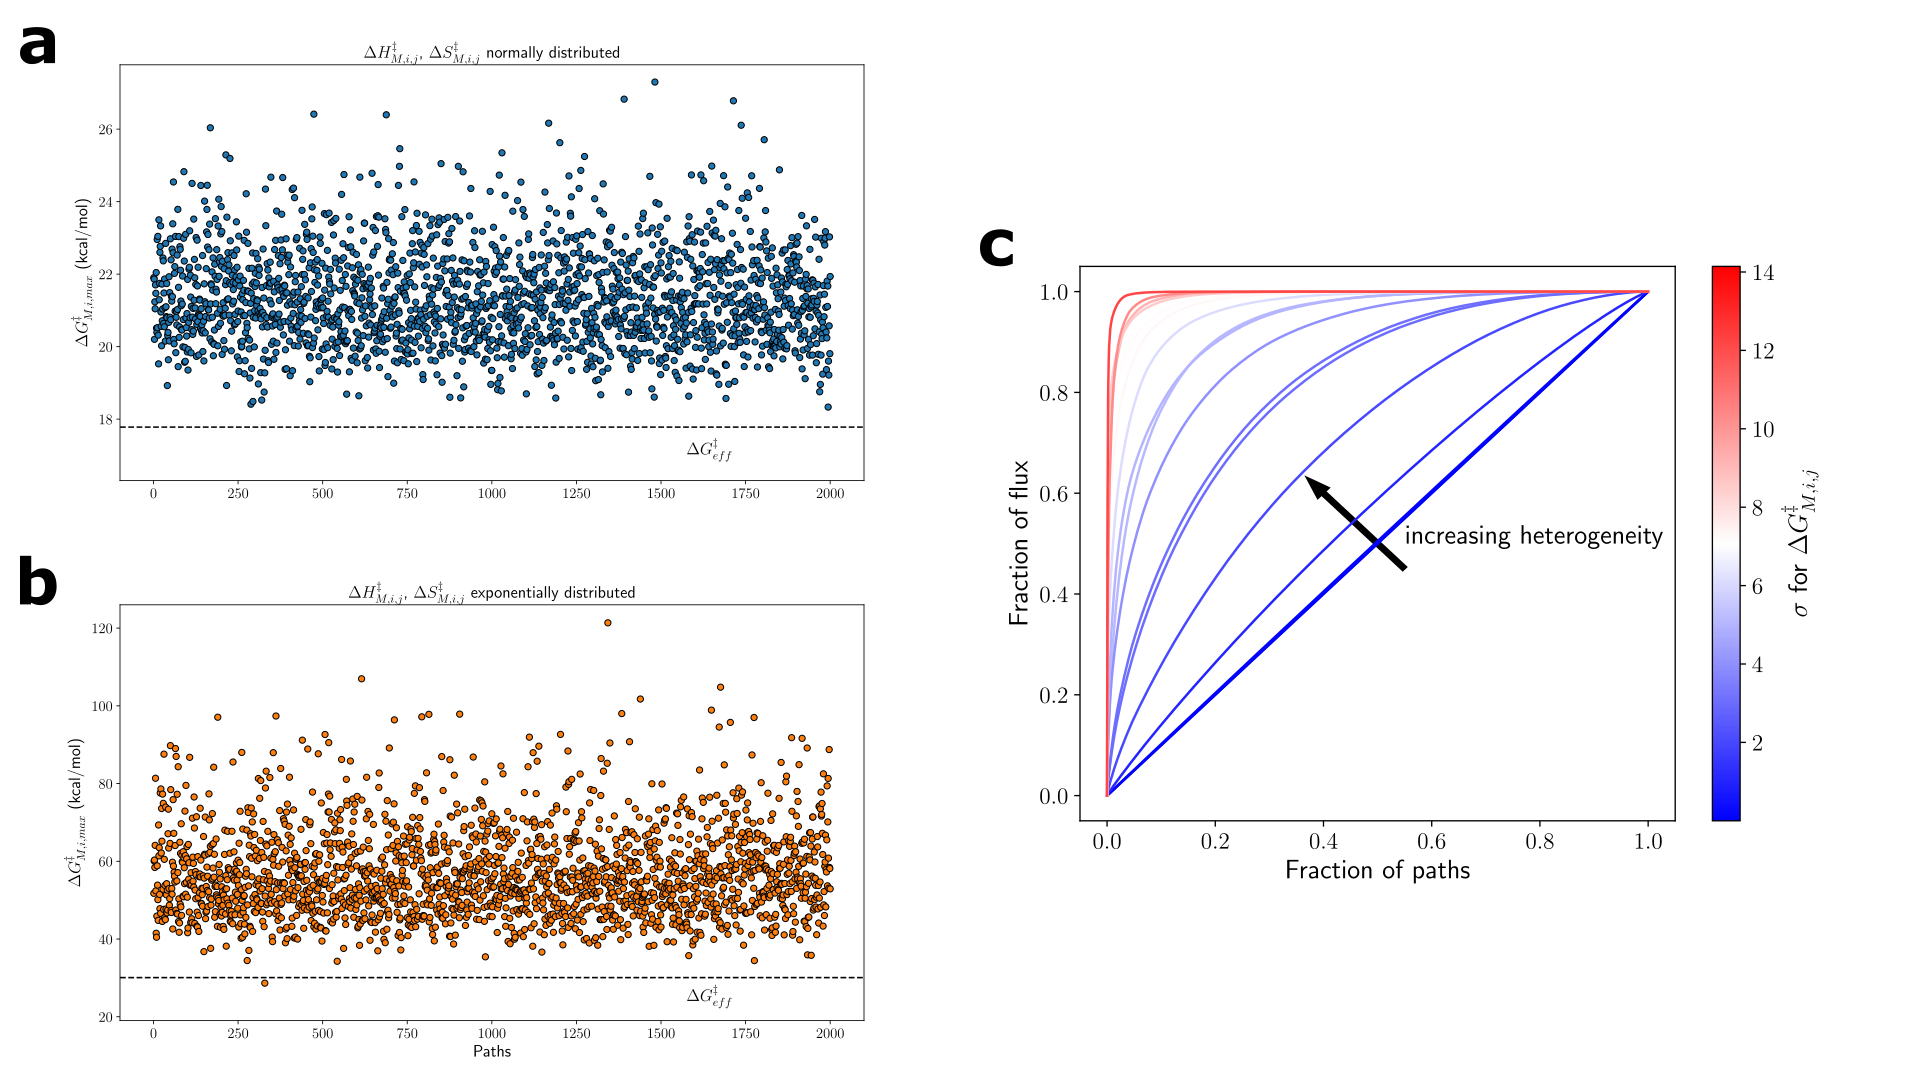 a
ΔH‡M,i,j, ΔS‡M,i,j normally distributed
ΔG‡M,i,max (kcal/mol)
26
24
22
20
18
ΔG‡eff
0 250 500 750 1000 1250 1500 1750 2000
b
ΔH‡M,i,j, ΔS‡M,i,j exponentially distributed
ΔG‡M,i,max (kcal/mol)
120
100
80
60
40
20
ΔG‡eff
0 250 500 750 1000 1250 1500 1750 2000
Paths
c
Fraction of flux
1.0
0.8
0.6
0.4
0.2
0.0
increasing heterogeneity
0.0 0.2 0.4 0.6 0.8 1.0
Fraction of paths
14
12
10
8
6
4
2
σ for ΔG‡M,i,j